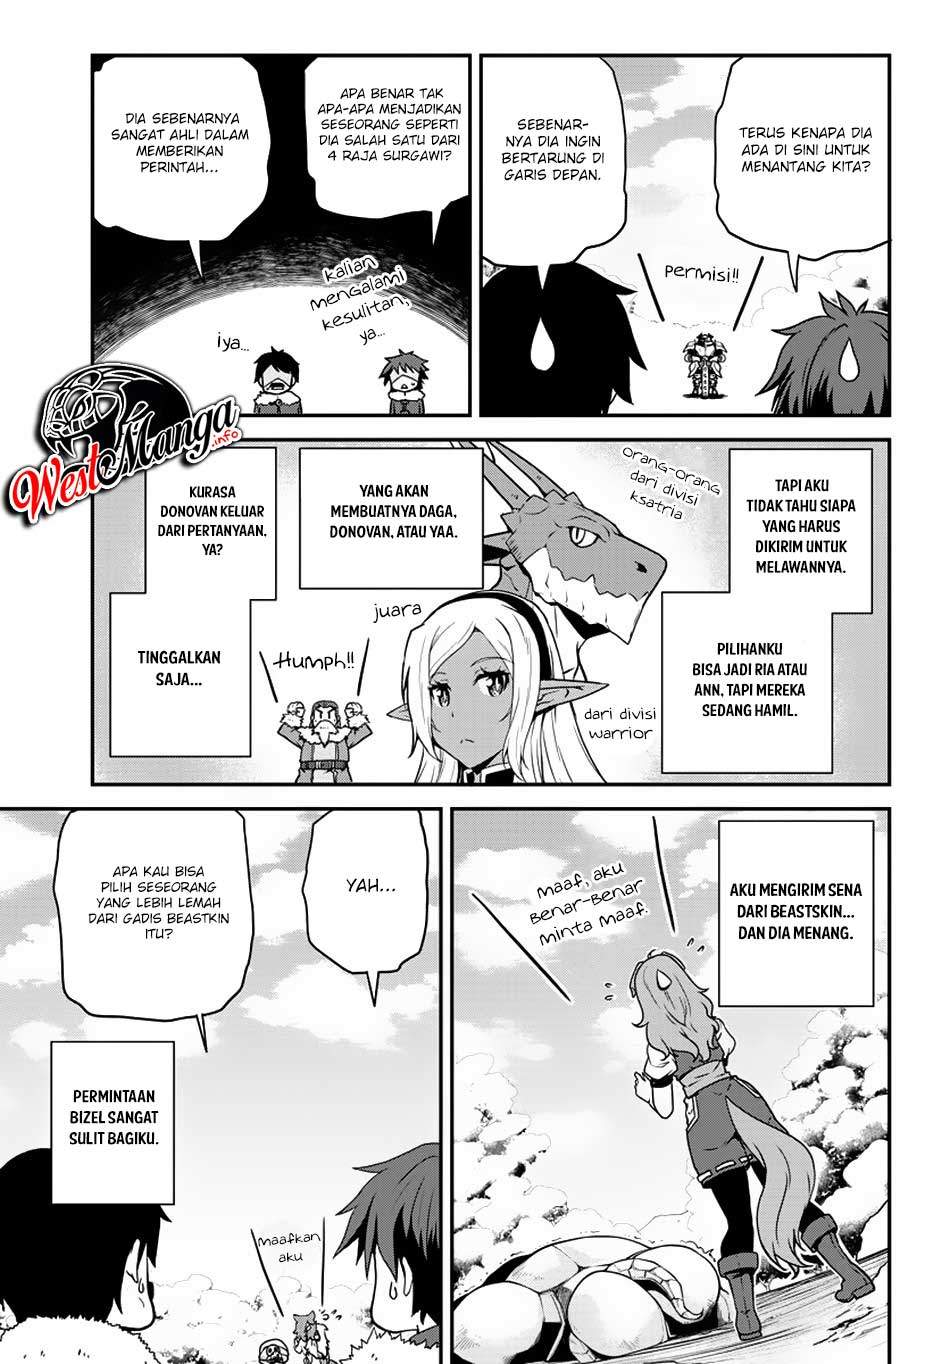 TERUS KENAPA DIA
ADA DI SINI UNTUK
MENANTANG KITA?
SEBENAR-
NYA DIA INGIN
BERTARUNG DI
GARIS DEPAN.
PERMISI!!
APA BENAR TAK
APA-APA MENJADIKAN
SESEORANG SEPERTI
DIA SALAH SATU DARI
4 RAJA SURGAWI?
DIA SEBENARNYA
SANGAT AHLI DALAM
MEMBERIKAN
PERINTAH...
kalian
mengalami
kesulitan,
ya...
iya...
WestManga
.info
TAPI AKU
TIDAK TAHU SIAPA
YANG HARUS
DIKIRIM UNTUK
MELAWANNYA.
PILIHANKU
BISA JADI RIA ATAU
ANN, TAPI MEREKA
SEDANG HAMIL.
orang-orang
dari divisi
ksatria
YANG AKAN
MEMBUATNYA DAGA,
DONOVAN, ATAU YAA.
juara
dari divisi
warrior
KURASA
DONOVAN KELUAR
DARI PERTANYAAN,
YA?
TINGGALKAN
SAJA...
Humph!!
AKU MENGIRIM SENA
DARI BEASTSKIN...
DAN DIA MENANG.
maaf, aku
benar-benar
minta maaf.
YAH...
APA KAU BISA
PILIH SESEORANG
YANG LEBIH LEMAH
DARI GADIS BEASTKIN
ITU?
PERMINTAAN
BIZEL SANGAT
SULIT BAGIKU.
maafkan
aku